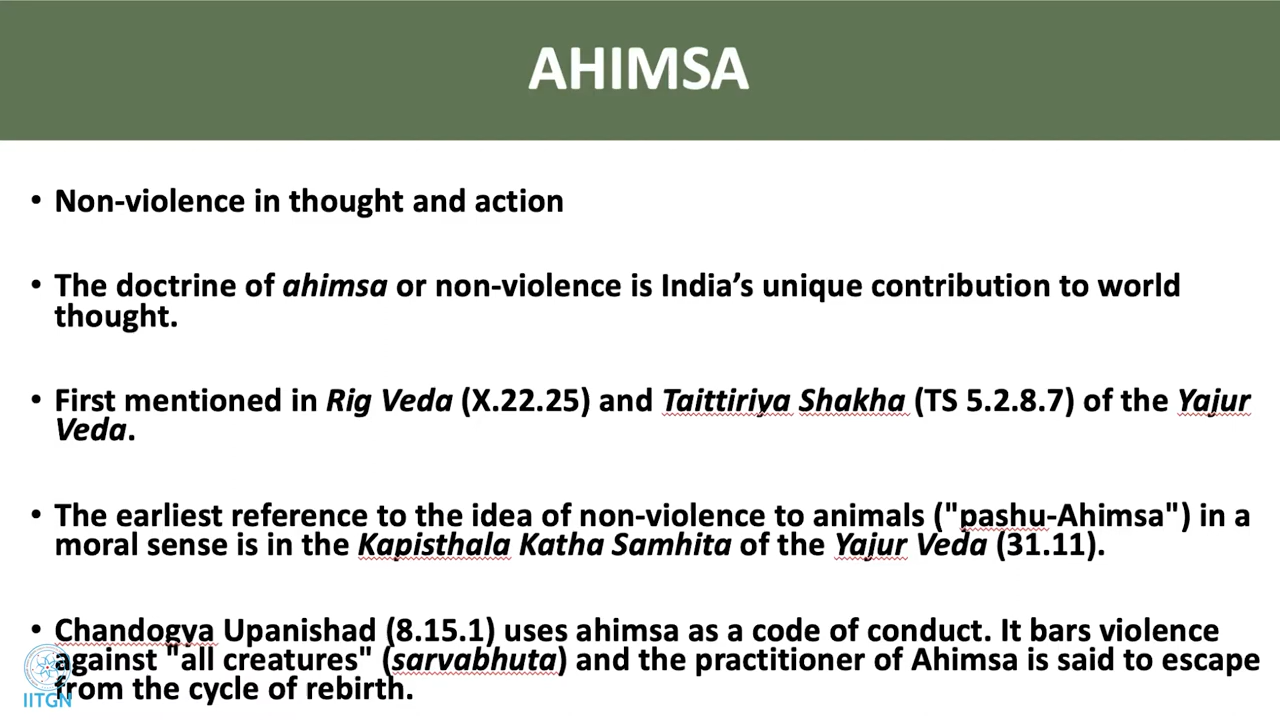 AHIMSA
• Non-violence in thought and action
• The doctrine of ahimsa or non-violence is India’s unique contribution to world
thought.
• First mentioned in Rig Veda (X.22.25) and Taittiriya Shakha (TS 5.2.8.7) of the Yajur
Veda.
• The earliest reference to the idea of non-violence to animals ("pashu-Ahimsa") in a
moral sense is in the Kapisthala Katha Samhita of the Yajur Veda (31.11).
• Chandogya Upanishad (8.15.1) uses ahimsa as a code of conduct. It bars violence
against "all creatures" (sarvabhuta) and the practitioner of Ahimsa is said to escape
from the cycle of rebirth.
IITGN